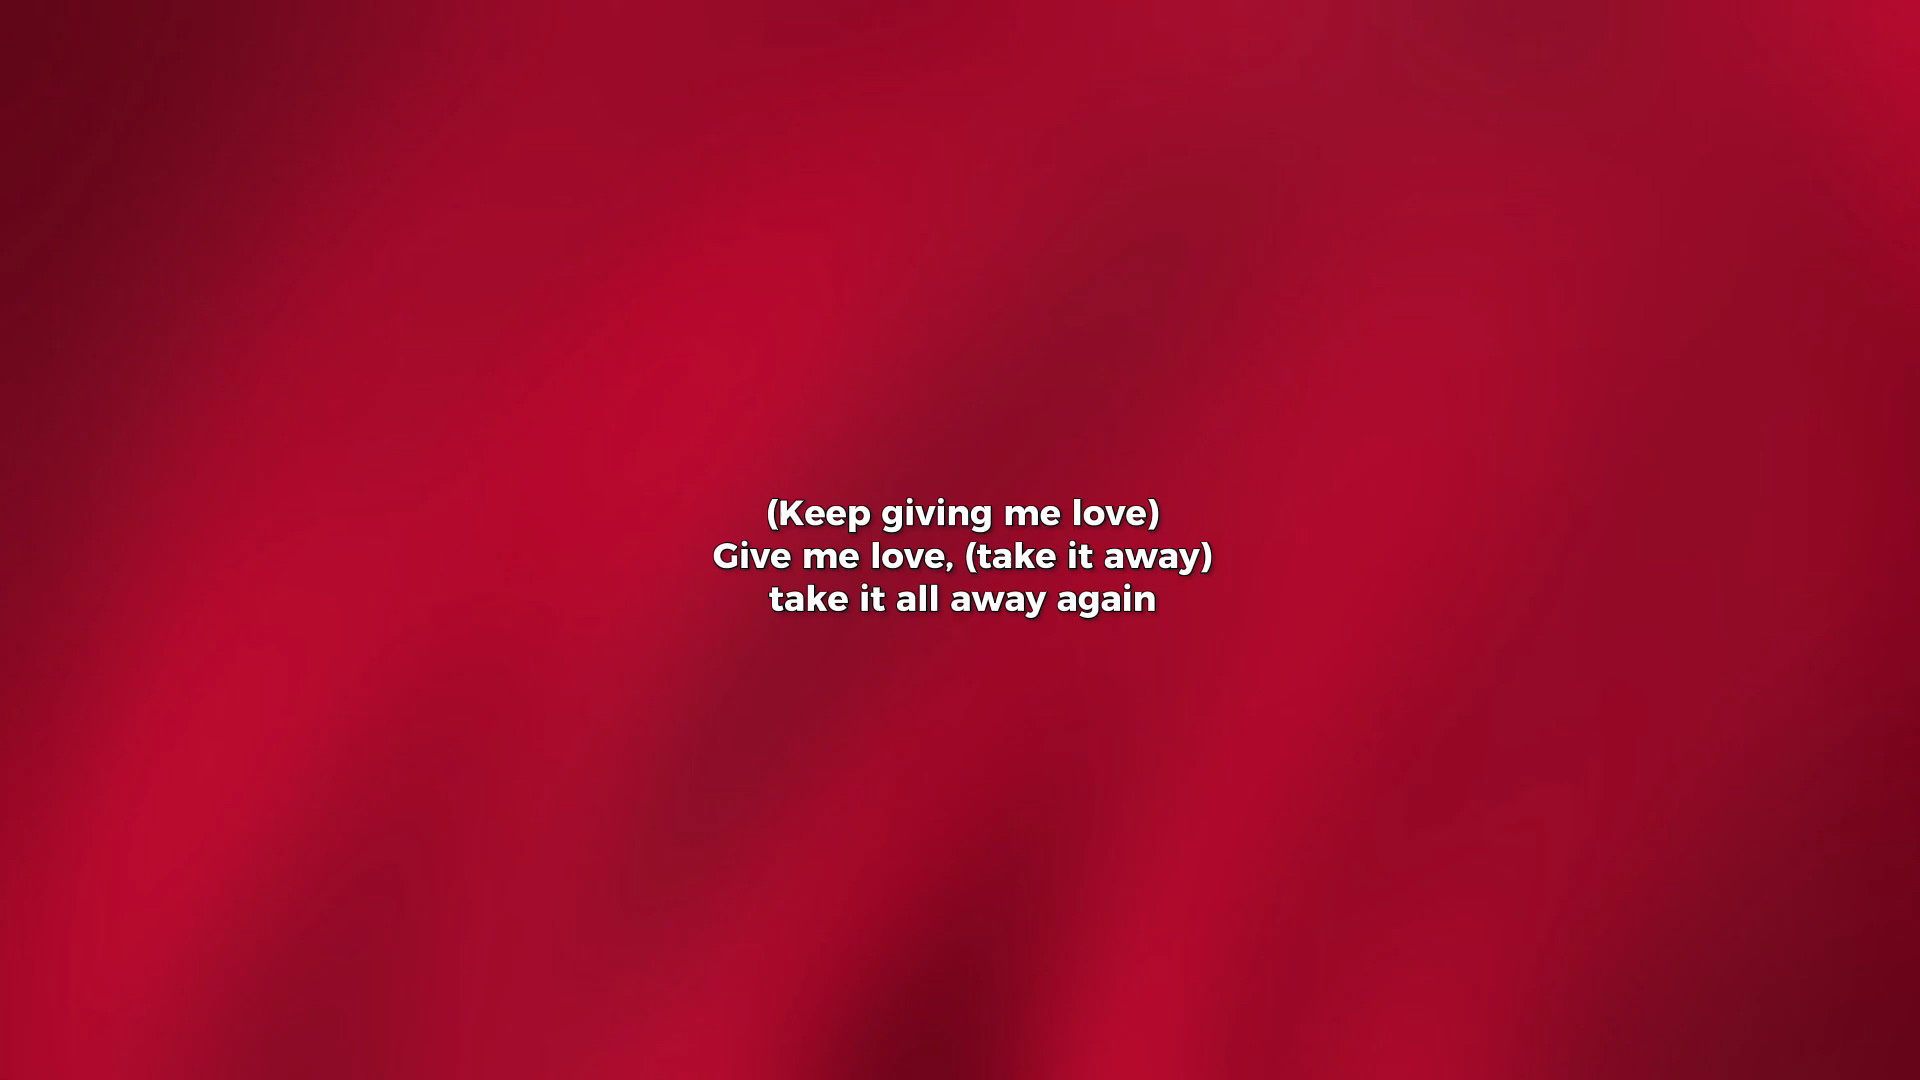 (Keep giving me love)
Give me love, (take it away)
take it all away again